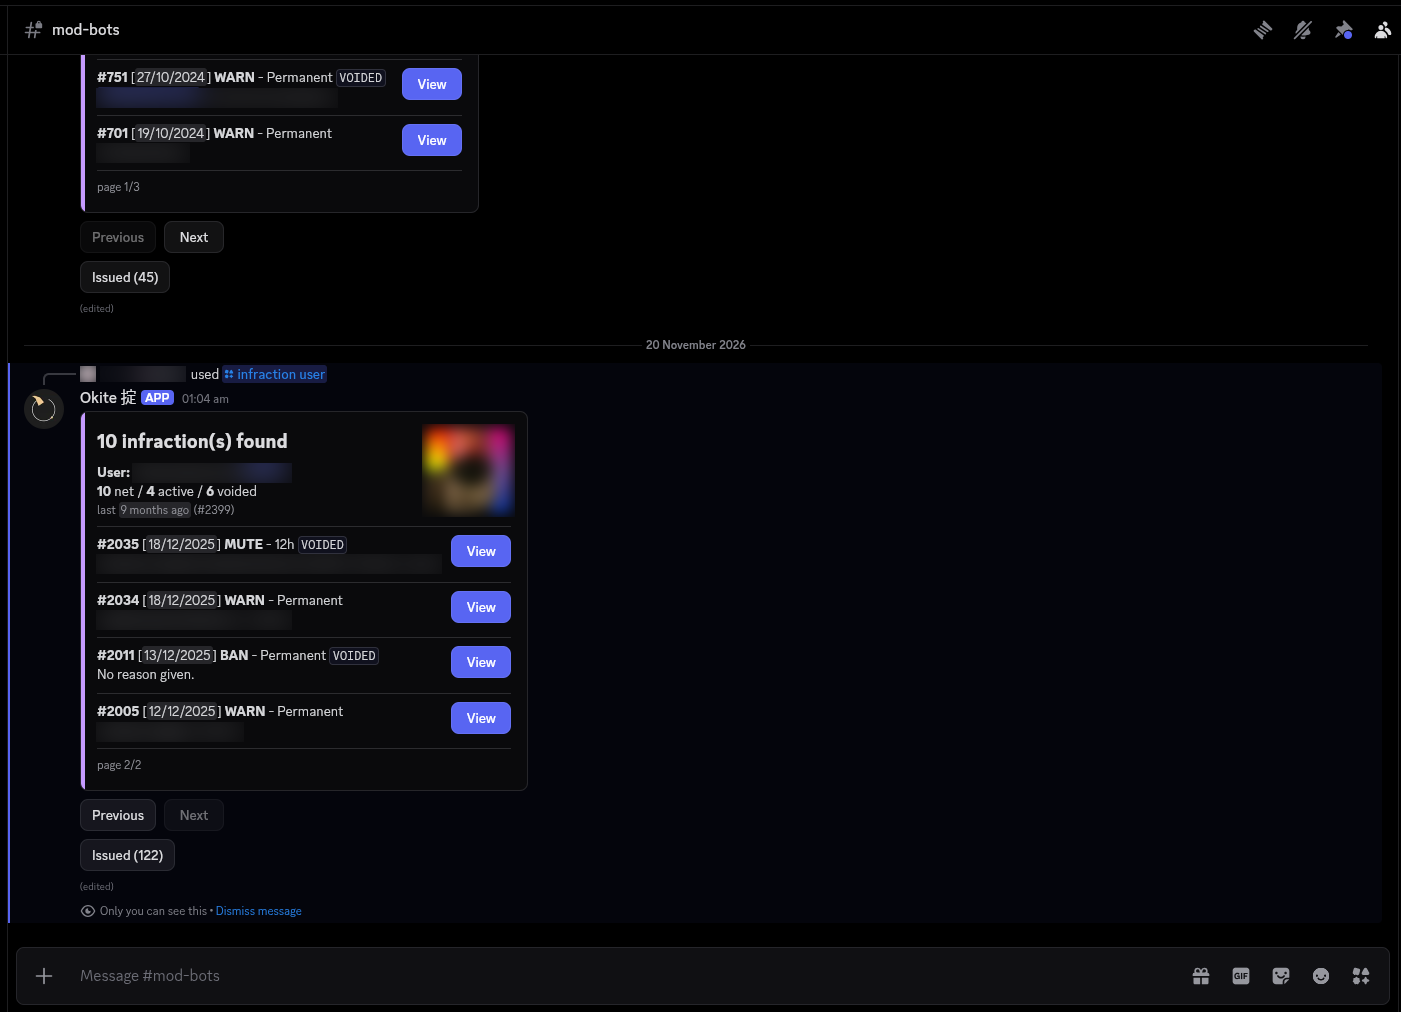 mod-bots
#751 [27/10/2024] WARN - Permanent VOIDED
View
#701 [19/10/2024] WARN - Permanent
View
page 1/3
Previous
Next
Issued (45)
(edited)
20 November 2026
used infraction user
Okite 掟 APP 01:04 am
10 infraction(s) found
User:
10 net / 4 active / 6 voided
last 9 months ago (#2399)
#2035 [18/12/2025] MUTE - 12h VOIDED
View
#2034 [18/12/2025] WARN - Permanent
View
#2011 [13/12/2025] BAN - Permanent VOIDED
No reason given.
View
#2005 [12/12/2025] WARN - Permanent
View
page 2/2
Previous
Next
Issued (122)
(edited)
Only you can see this • Dismiss message
Message #mod-bots
GIF